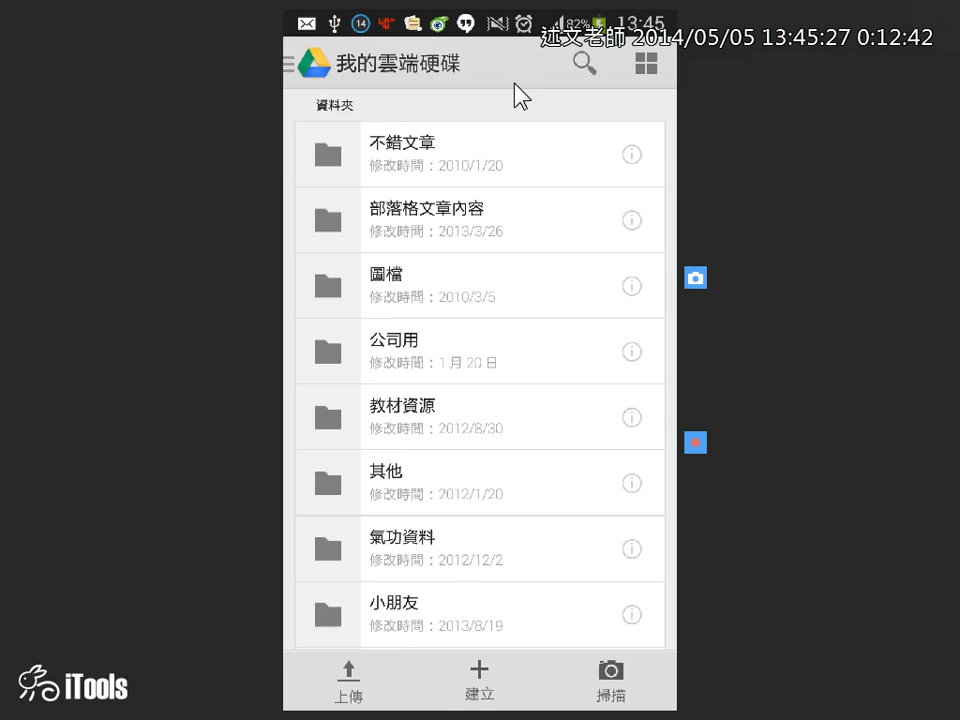 14
40°
82%
13:45
述文老師 2014/05/05 13:45:27 0:12:42
我的雲端硬碟
資料夾
不錯文章
修改時間：2010/1/20
部落格文章內容
修改時間：2013/3/26
圖檔
修改時間：2010/3/5
公司用
修改時間：1 月 20 日
教材資源
修改時間：2012/8/30
其他
修改時間：2012/1/20
氣功資料
修改時間：2012/12/2
小朋友
修改時間：2013/8/19
上傳
建立
掃描
iTools